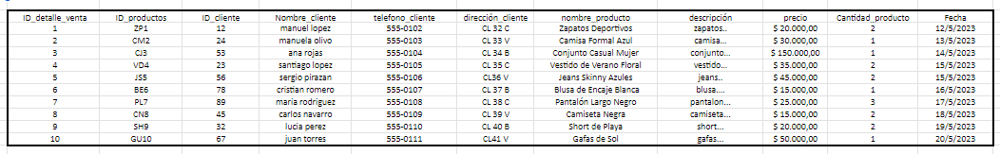 ID_detalle_venta ID_productos ID_cliente Nombre_cliente telefono_cliente dirección_cliente nombre_producto descripción precio Cantidad_producto Fecha
1 ZP1 12 manuel lopez 555-0102 CL 32 C Zapatos Deportivos zapatos.. $ 20.000,00 2 12/5/2023
2 CM2 24 manuela olivo 555-0103 CL 33 V Camisa Formal Azul camisa... $ 30.000,00 1 13/5/2023
3 CJ3 53 ana rojas 555-0104 CL 34 B Conjunto Casual Mujer conjunto... $ 150.000,00 1 14/5/2023
4 VD4 23 santiago lopez 555-0105 CL 35 C Vestido de Verano Floral vestido... $ 35.000,00 2 15/5/2023
5 JS5 56 sergio pirazan 555-0106 CL36 V Jeans Skinny Azules jeans.. $ 45.000,00 2 15/5/2023
6 BE6 78 cristian romero 555-0107 CL 37 B Blusa de Encaje Blanca blusa.... $ 15.000,00 1 16/5/2023
7 PL7 89 maria rodriguez 555-0108 CL 38 C Pantalón Largo Negro pantalon... $ 25.000,00 3 17/5/2023
8 CN8 45 carlos navarro 555-0109 CL 39 V Camiseta Negra camiseta... $ 15.000,00 2 18/5/2023
9 SH9 32 lucia perez 555-0110 CL 40 B Short de Playa short... $ 20.000,00 2 19/5/2023
10 GU10 67 juan torres 555-0111 CL41 V Gafas de Sol gafas... $ 50.000,00 1 20/5/2023